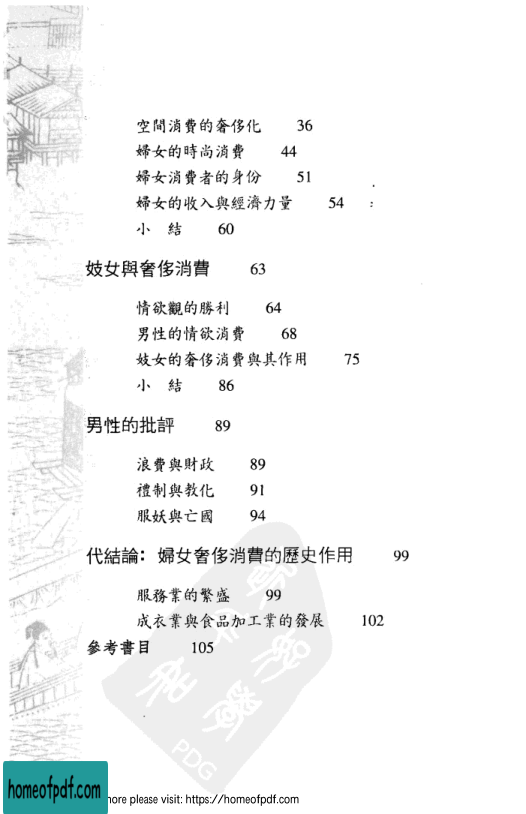 空間消費的奢侈化 36
婦女的時尚消費 44
婦女消費者的身份 51
婦女的收入與經濟力量 54
小 結 60
妓女與奢侈消費 63
情欲觀的勝利 64
男性的情欲消費 68
妓女的奢侈消費與其作用 75
小 結 86
男性的批評 89
浪費與財政 89
禮制與教化 91
服妖與亡國 94
代結論：婦女奢侈消費的歷史作用 99
服務業的繁盛 99
成衣業與食品加工業的發展 102
參考書目 105
PDG
homeofpdf.com
more please visit: https://homeofpdf.com